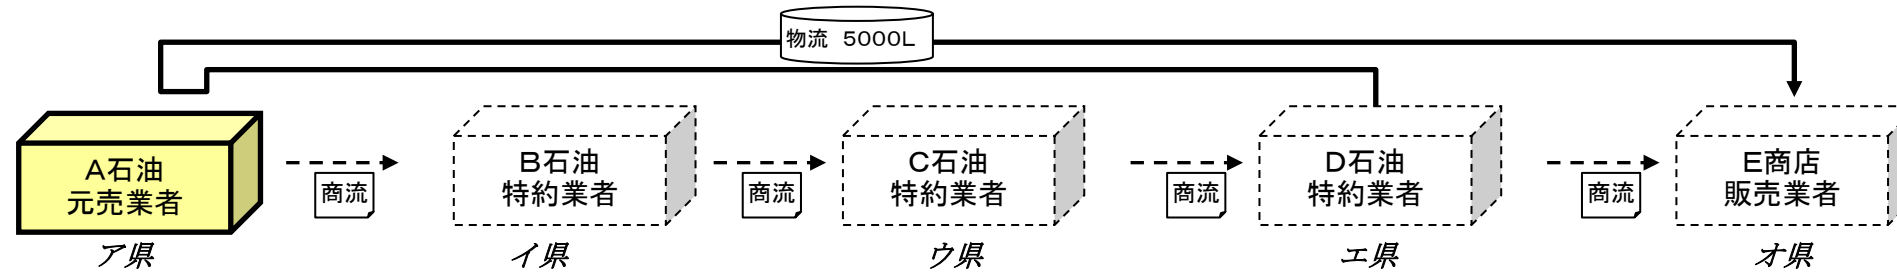 物流 5000L
A石油
元売業者
商流
B石油
特約業者
商流
C石油
特約業者
商流
D石油
特約業者
商流
E商店
販売業者
ア県
イ県
ウ県
エ県
オ県